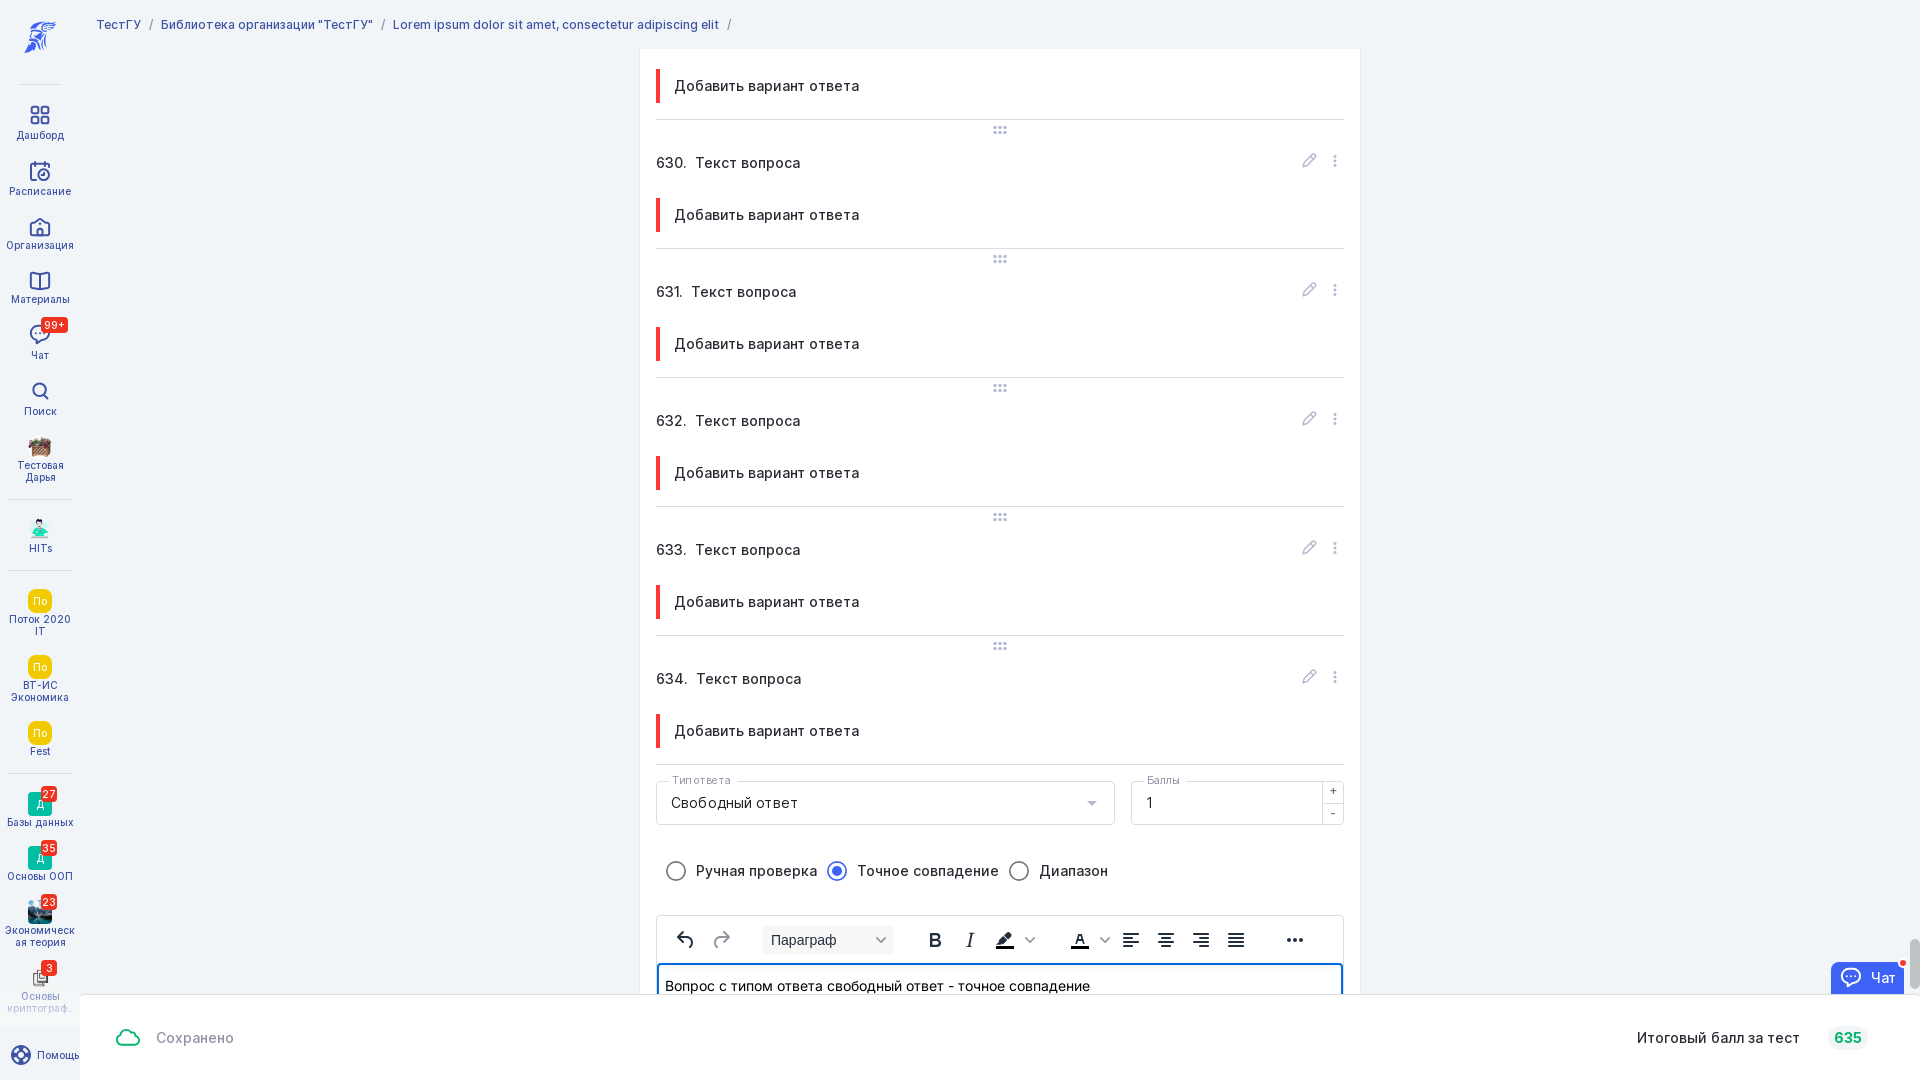 ТестГУ / Библиотека организации "ТестГУ" / Lorem ipsum dolor sit amet, consectetur adipiscing elit /
Дашборд
Расписание
Организация
Материалы
99+
Чат
Поиск
Тестовая
Дарья
HITs
По
Поток 2020
IT
По
ВТ-ИС
Экономика
По
Fest
27
Д
Базы данных
35
Д
Основы ООП
23
Экономическ
ая теория
3
Основы
криптограф...
Помощь
Добавить вариант ответа
630. Текст вопроса
Добавить вариант ответа
631. Текст вопроса
Добавить вариант ответа
632. Текст вопроса
Добавить вариант ответа
633. Текст вопроса
Добавить вариант ответа
634. Текст вопроса
Добавить вариант ответа
Тип ответа
Свободный ответ
Баллы
1
+
-
Ручная проверка Точное совпадение Диапазон
Параграф B I A
Вопрос с типом ответа свободный ответ - точное совпадение
Чат
Сохранено
Итоговый балл за тест 635